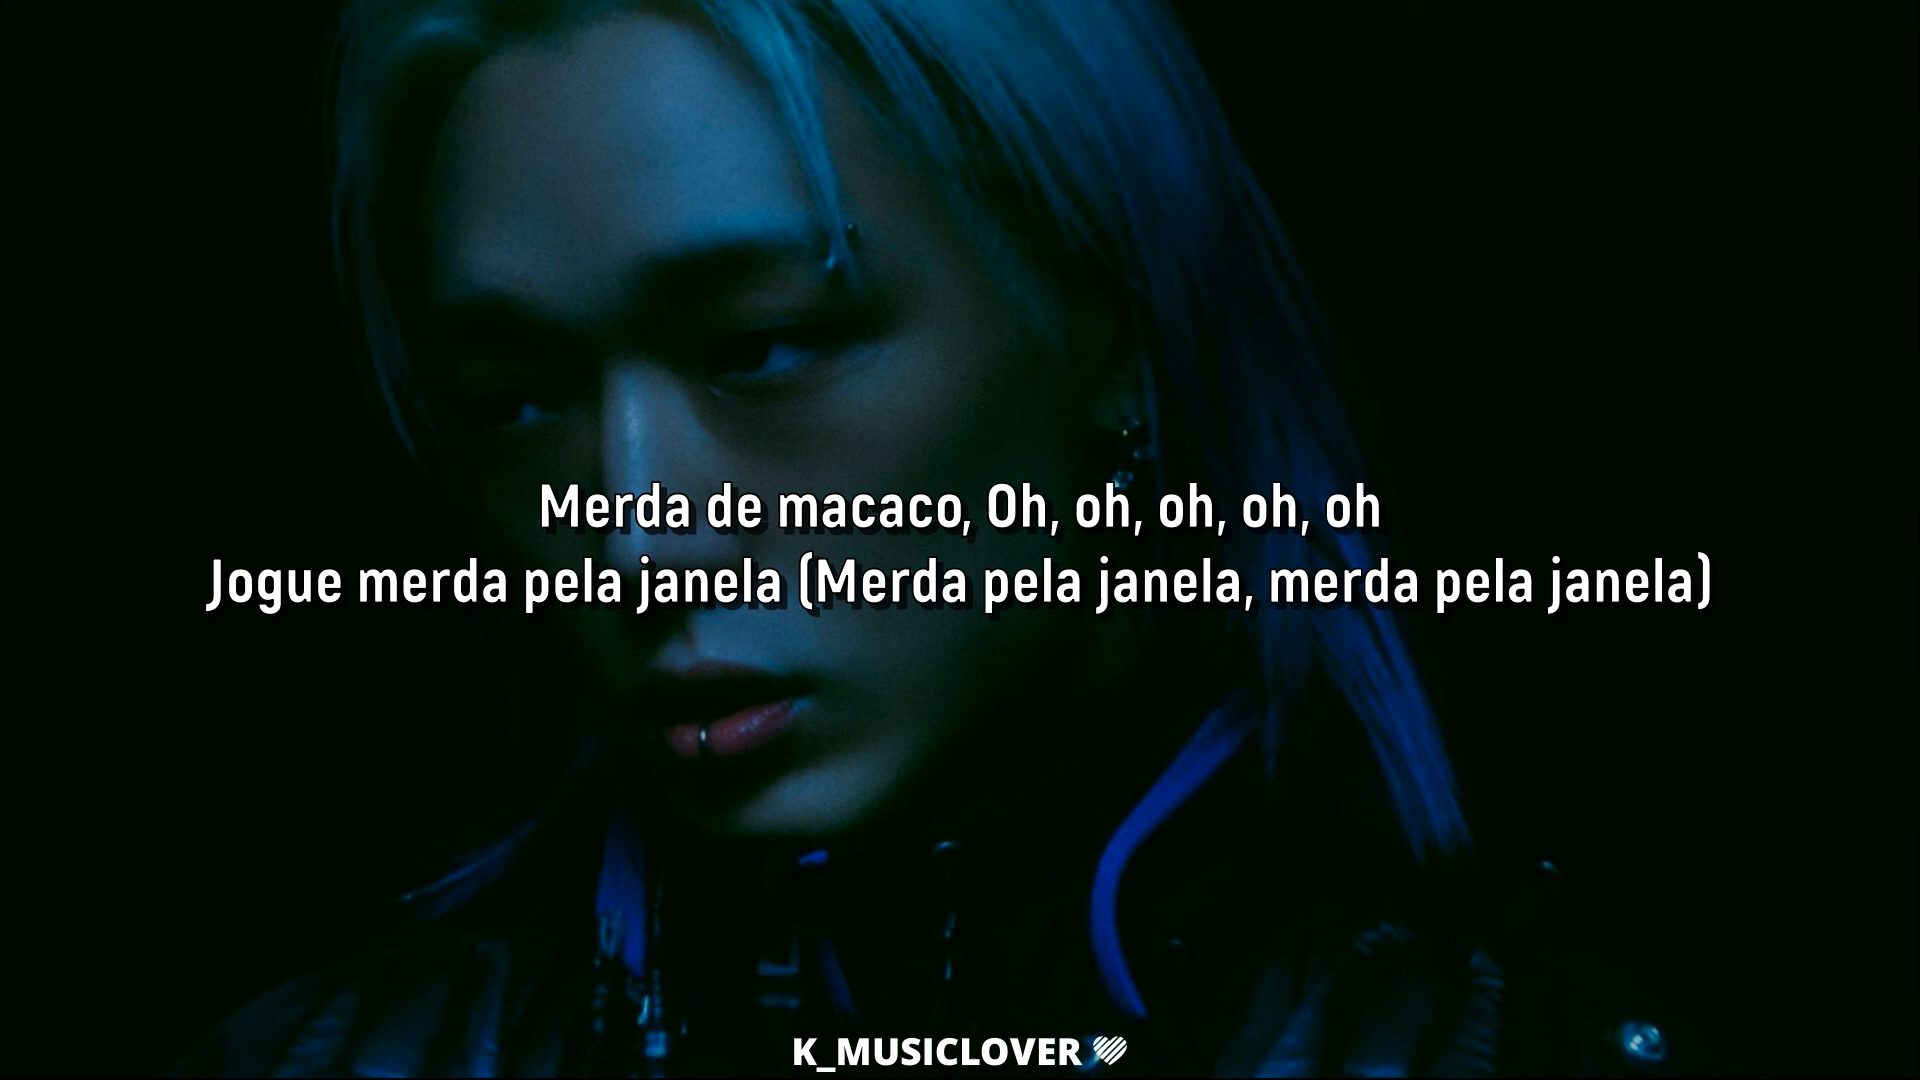 Merda de macaco, Oh, oh, oh, oh, oh
Jogue merda pela janela (Merda pela janela, merda pela janela)
K_MUSICLOVER